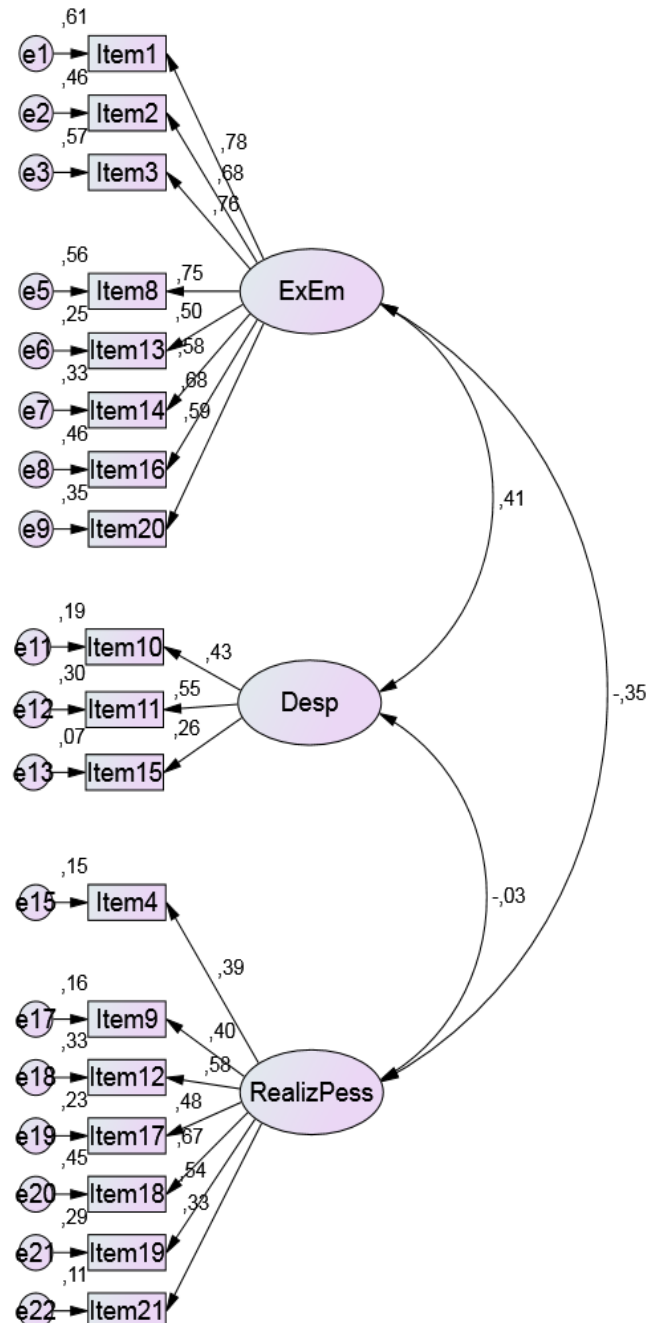 ,61
e1 Item1
,46
e2 Item2
,57
e3 Item3
,78
,68
,76
,56
e5 Item8
,75
ExEm
,25
e6 Item13
,50
,33
e7 Item14
,58
,46
e8 Item16
,68
,35
e9 Item20
,59
,41
,19
e11 Item10
,43
,30
e12 Item11
,55
Desp
,07
e13 Item15
,26
-,35
,15
e15 Item4
-,03
,39
,16
e17 Item9
,40
,33
e18 Item12
,58
RealizPess
,23
e19 Item17
,48
,45
e20 Item18
,67
,29
e21 Item19
,54
,11
e22 Item21
,33